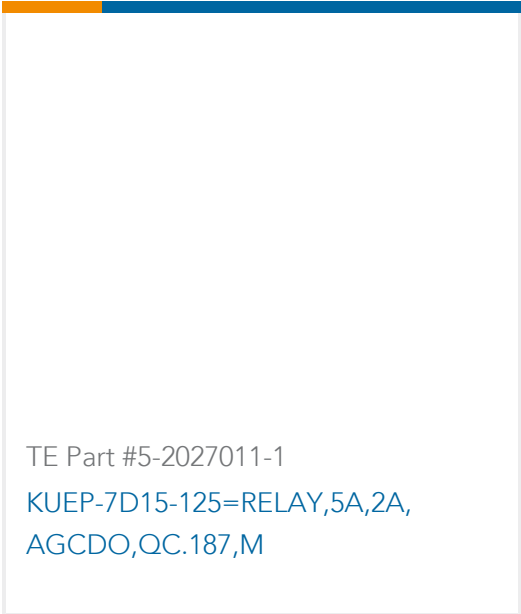 TE Part #5-2027011-1
KUEP-7D15-125=RELAY,5A,2A,
AGCDO,QC.187,M